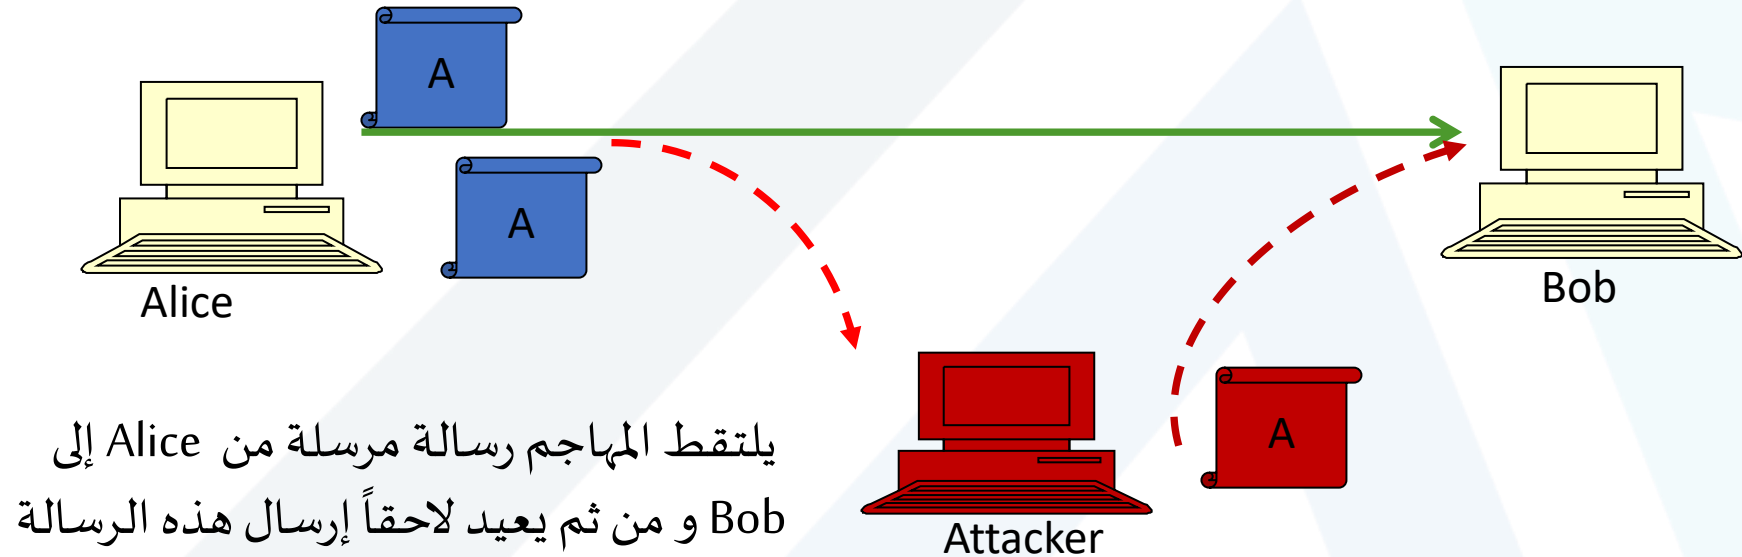 A
A
Alice
Bob
A
Attacker
يلتقط المهاجم رسالة مرسلة من Alice إلى
Bob و من ثم يعيد لاحقاً إرسال هذه الرسالة